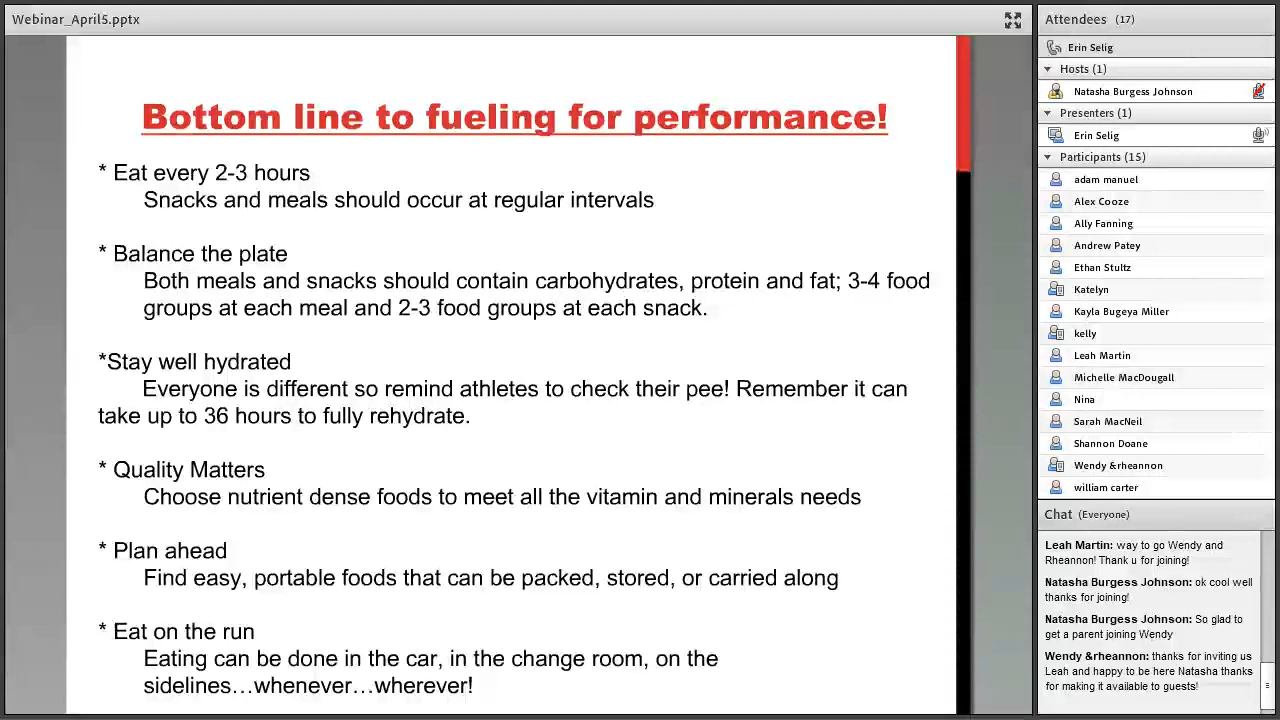 Webinar_April5.pptx
Bottom line to fueling for performance!
* Eat every 2-3 hours
Snacks and meals should occur at regular intervals
* Balance the plate
Both meals and snacks should contain carbohydrates, protein and fat; 3-4 food
groups at each meal and 2-3 food groups at each snack.
*Stay well hydrated
Everyone is different so remind athletes to check their pee! Remember it can
take up to 36 hours to fully rehydrate.
* Quality Matters
Choose nutrient dense foods to meet all the vitamin and minerals needs
* Plan ahead
Find easy, portable foods that can be packed, stored, or carried along
* Eat on the run
Eating can be done in the car, in the change room, on the
sidelines…whenever…wherever!
Attendees (17)
Erin Selig
Hosts (1)
Natasha Burgess Johnson
Presenters (1)
Erin Selig
Participants (15)
adam manuel
Alex Cooze
Ally Fanning
Andrew Patey
Ethan Stultz
Katelyn
Kayla Bugeya Miller
kelly
Leah Martin
Michelle MacDougall
Nina
Sarah MacNeil
Shannon Doane
Wendy &rheannon
william carter
Chat (Everyone)
Leah Martin: way to go Wendy and
Rheannon! Thank u for joining!
Natasha Burgess Johnson: ok cool well
thanks for joining!
Natasha Burgess Johnson: So glad to
get a parent joining Wendy
Wendy &rheannon: thanks for inviting us
Leah and happy to be here Natasha thanks
for making it available to guests!